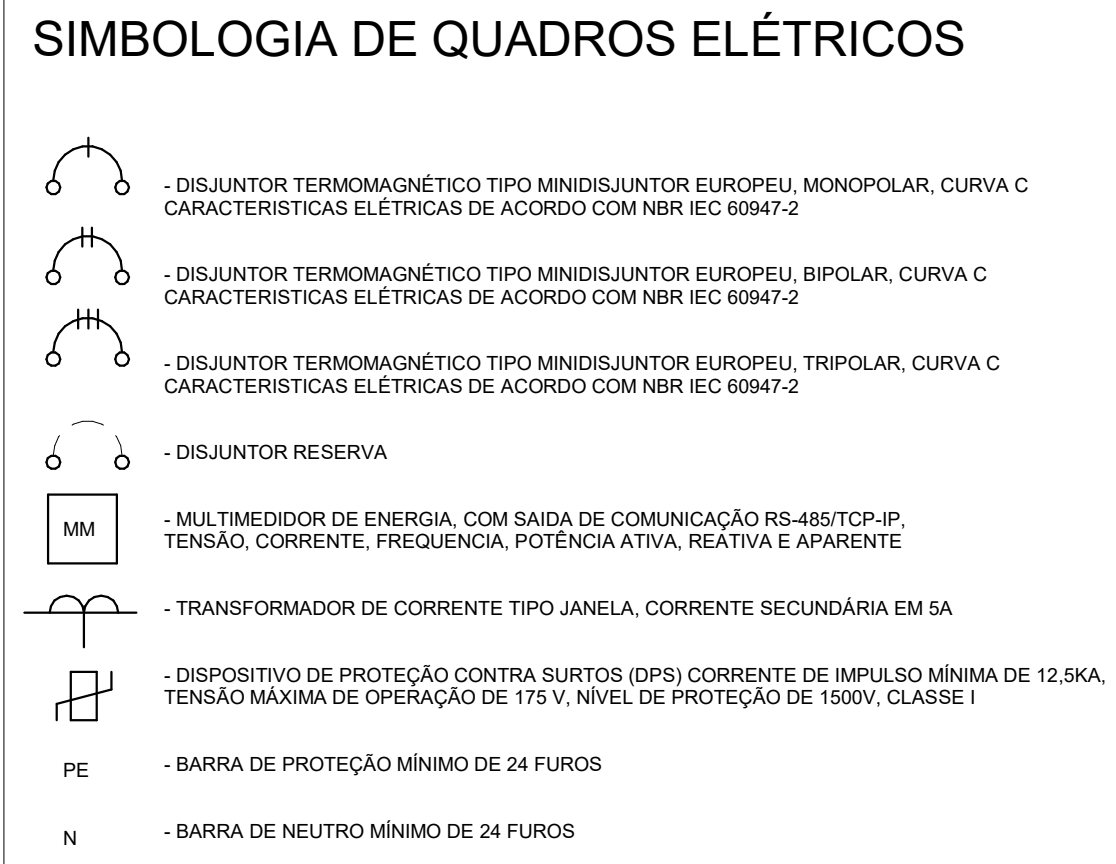 SIMBOLOGIA DE QUADROS ELÉTRICOS
- DISJUNTOR TERMOMAGNÉTICO TIPO MINIDISJUNTOR EUROPEU, MONOPOLAR, CURVA C
CARACTERISTICAS ELÉTRICAS DE ACORDO COM NBR IEC 60947-2
- DISJUNTOR TERMOMAGNÉTICO TIPO MINIDISJUNTOR EUROPEU, BIPOLAR, CURVA C
CARACTERISTICAS ELÉTRICAS DE ACORDO COM NBR IEC 60947-2
- DISJUNTOR TERMOMAGNÉTICO TIPO MINIDISJUNTOR EUROPEU, TRIPOLAR, CURVA C
CARACTERISTICAS ELÉTRICAS DE ACORDO COM NBR IEC 60947-2
- DISJUNTOR RESERVA
MM - MULTIMEDIDOR DE ENERGIA, COM SAIDA DE COMUNICAÇÃO RS-485/TCP-IP,
TENSÃO, CORRENTE, FREQUENCIA, POTÊNCIA ATIVA, REATIVA E APARENTE
- TRANSFORMADOR DE CORRENTE TIPO JANELA, CORRENTE SECUNDÁRIA EM 5A
- DISPOSITIVO DE PROTEÇÃO CONTRA SURTOS (DPS) CORRENTE DE IMPULSO MÍNIMA DE 12,5KA,
TENSÃO MÁXIMA DE OPERAÇÃO DE 175 V, NÍVEL DE PROTEÇÃO DE 1500V, CLASSE I
PE - BARRA DE PROTEÇÃO MÍNIMO DE 24 FUROS
N - BARRA DE NEUTRO MÍNIMO DE 24 FUROS